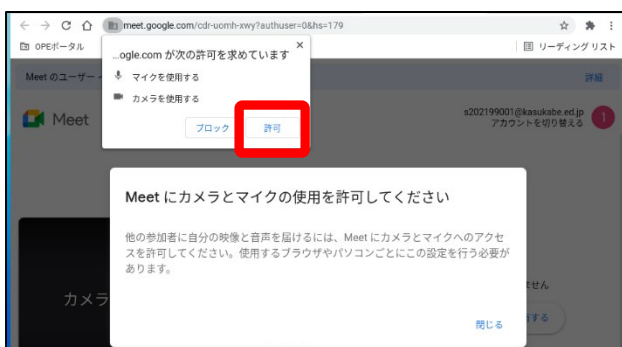 meet.google.com/cdr-uomh-xwy?authuser=0&hs=179
OPEポータル
リーディング リスト
...ogle.com が次の許可を求めています
×
マイクを使用する
カメラを使用する
ブロック
許可
Meet のユーザー
詳細
Meet
s202199001@kasukabe.ed.jp
アカウントを切り替える
1
Meet にカメラとマイクの使用を許可してください
他の参加者に自分の映像と音声を届けるには、Meet にカメラとマイクへのアクセ
スを許可してください。使用するブラウザやパソコンごとにこの設定を行う必要が
あります。
カメラ
ません
する
閉じる